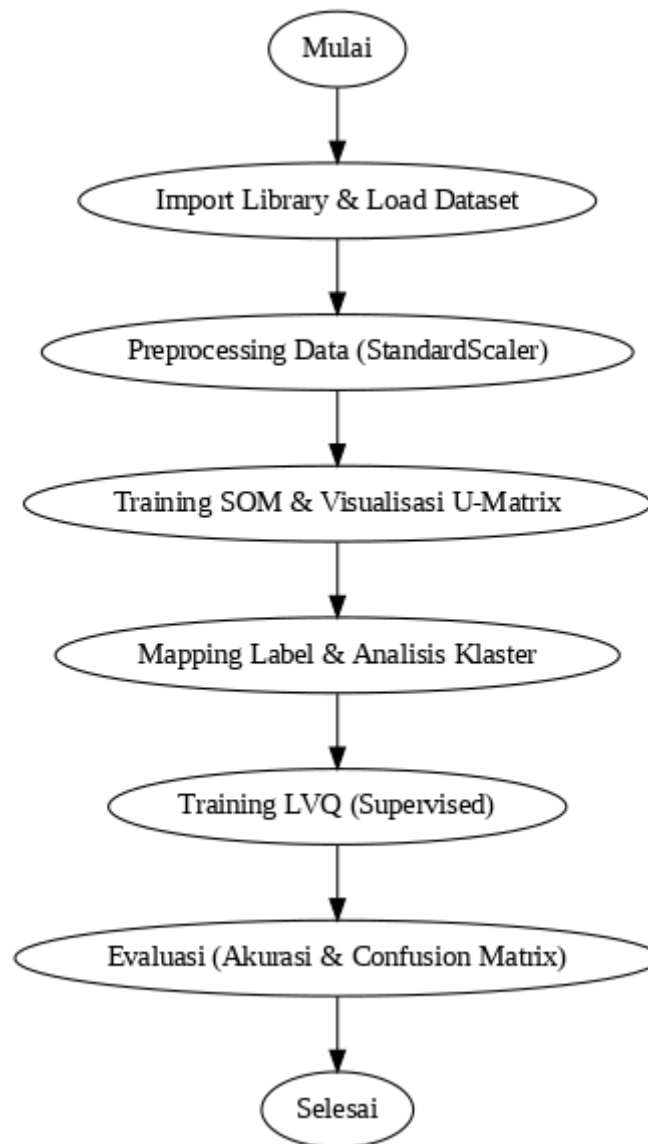 Mulai
Import Library & Load Dataset
Preprocessing Data (StandardScaler)
Training SOM & Visualisasi U-Matrix
Mapping Label & Analisis Klaster
Training LVQ (Supervised)
Evaluasi (Akurasi & Confusion Matrix)
Selesai